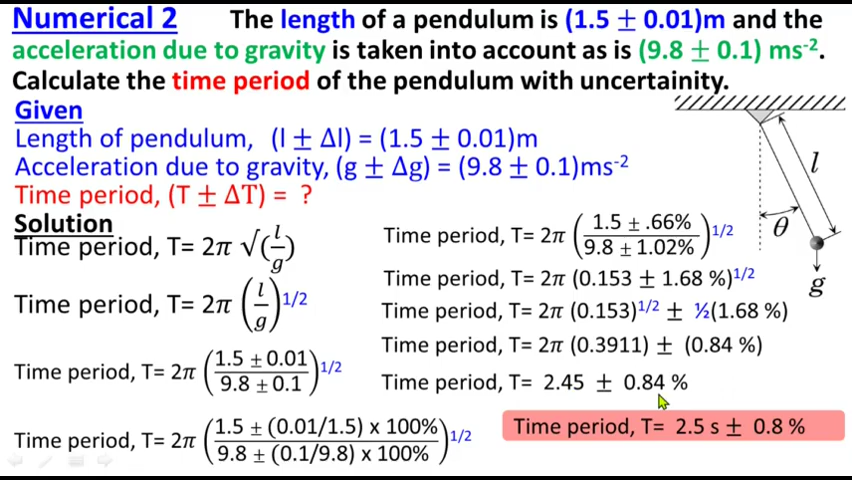 Numerical 2 The length of a pendulum is (1.5 ± 0.01)m and the
acceleration due to gravity is taken into account as is (9.8 ± 0.1) ms⁻².
Calculate the time period of the pendulum with uncertainity.
Given
Length of pendulum, (l ± Δl) = (1.5 ± 0.01)m
Acceleration due to gravity, (g ± Δg) = (9.8 ± 0.1)ms⁻²
Time period, (T ± ΔT) = ?
Solution
Time period, T= 2π √(l/g)
Time period, T= 2π (l/g)^1/2
Time period, T= 2π (1.5 ± 0.01 / 9.8 ± 0.1)^1/2
Time period, T= 2π (1.5 ± (0.01/1.5) x 100% / 9.8 ± (0.1/9.8) x 100%)^1/2
Time period, T= 2π (1.5 ± .66% / 9.8 ± 1.02%)^1/2
Time period, T= 2π (0.153 ± 1.68 %)^1/2
Time period, T= 2π (0.153)^1/2 ± ½(1.68 %)
Time period, T= 2π (0.3911) ± (0.84 %)
Time period, T= 2.45 ± 0.84 %
Time period, T= 2.5 s ± 0.8 %
l
θ
g